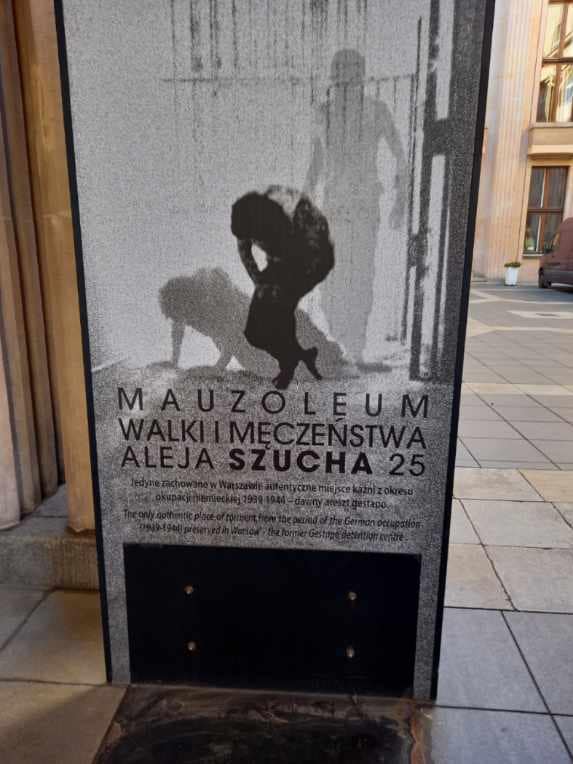 MAUZOLEUM
WALKI I MĘCZEŃSTWA
ALEJA SZUCHA 25
Jedyne zachowane w Warszawie autentyczne miejsce kaźni z okresu
okupacji niemieckiej 1939-1944 – dawny areszt gestapo.
The only authentic place of torment from the period of the German occupation
(1939-1944) preserved in Warsaw - the former Gestapo detention centre.